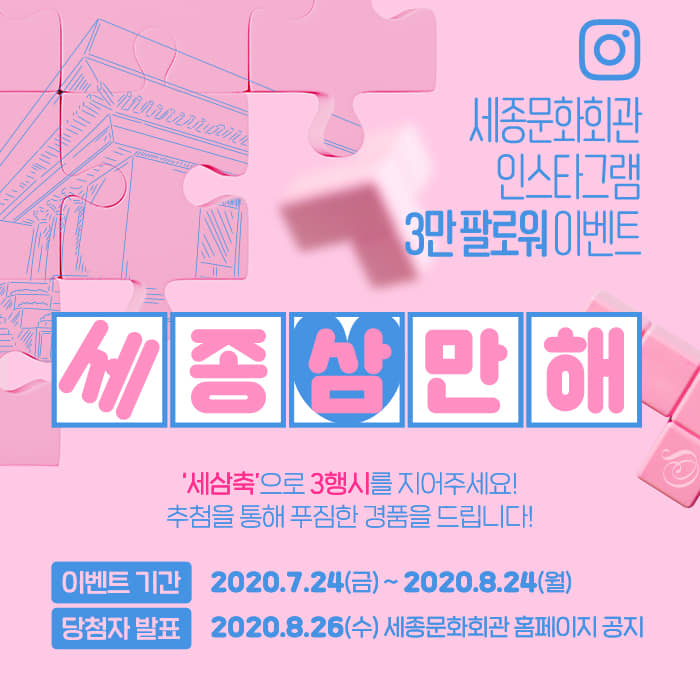 세종문화회관
인스타그램
3만 팔로워 이벤트
세종삼만해
‘세삼축’으로 3행시를 지어주세요!
추첨을 통해 푸짐한 경품을 드립니다!
이벤트 기간 2020.7.24(금) ~ 2020.8.24(월)
당첨자 발표 2020.8.26(수) 세종문화회관 홈페이지 공지